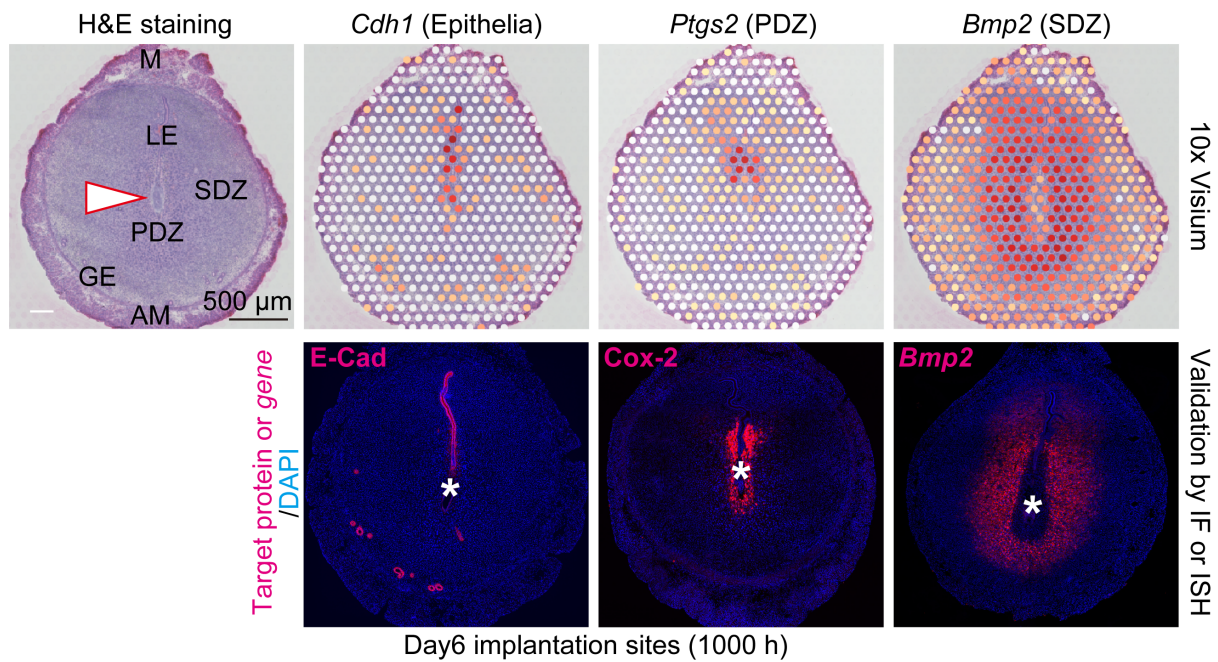 H&E staining
Cdh1 (Epithelia)
Ptgs2 (PDZ)
Bmp2 (SDZ)
M
LE
SDZ
PDZ
GE
AM
500 µm
10x Visium
E-Cad
Cox-2
Bmp2
*
*
*
Target protein or gene
/DAPI
Validation by IF or ISH
Day6 implantation sites (1000 h)